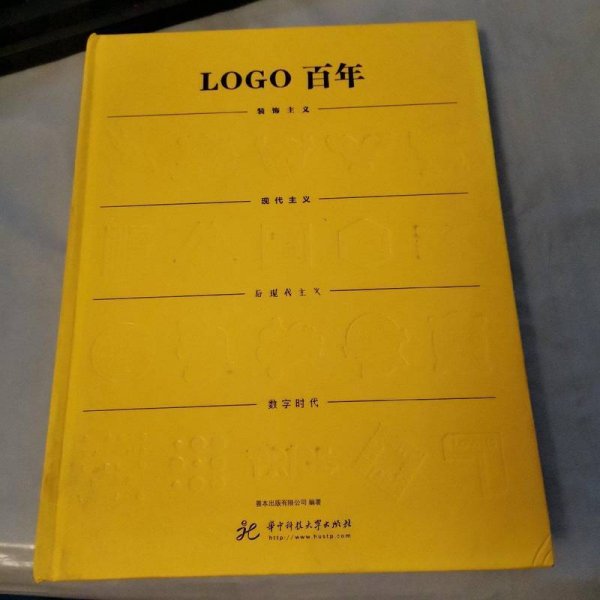 LOGO 百年
装饰主义
现代主义
后现代主义
数字时代
善本出版有限公司 编著
华中科技大学出版社
http://www.hustp.com